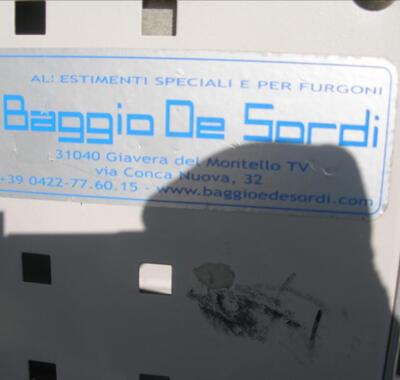 ALLESTIMENTI SPECIALI E PER FURGONI
Baggio De Sordi
31040 Giavera del Montello TV
via Conca Nuova, 32
+39 0422-77.60.15 - www.baggioedesordi.com